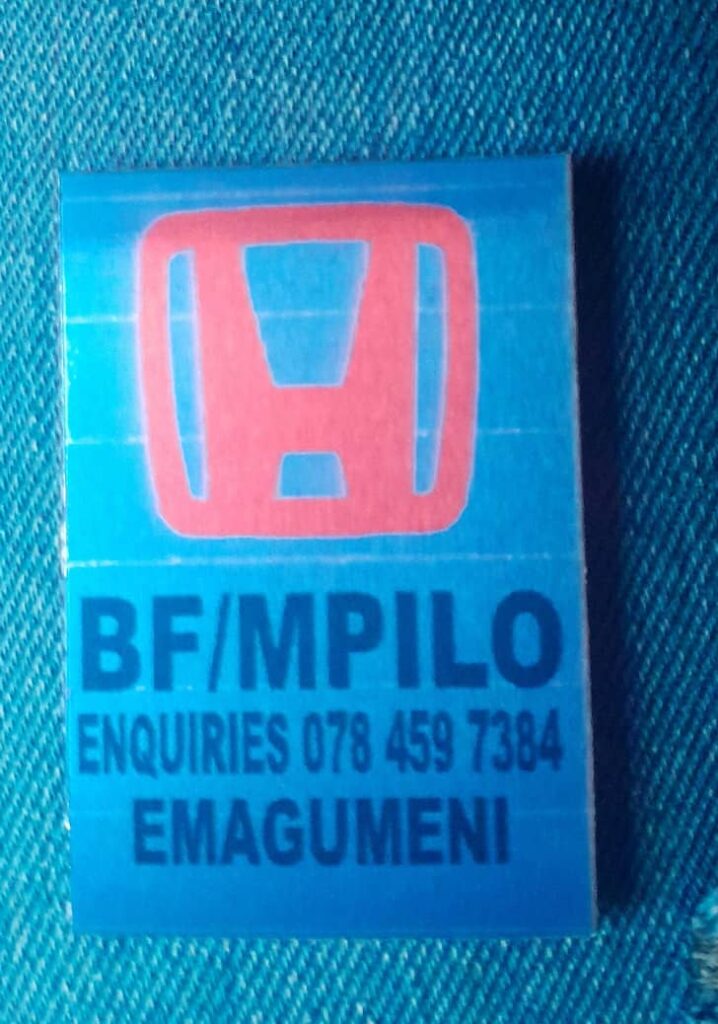 BF/MPILO
ENQUIRIES 078 459 7384
EMAGUMENI